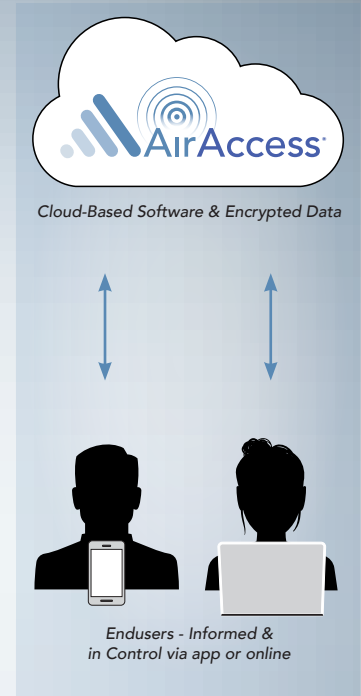 AirAccess
Cloud-Based Software & Encrypted Data
Endusers - Informed &
in Control via app or online